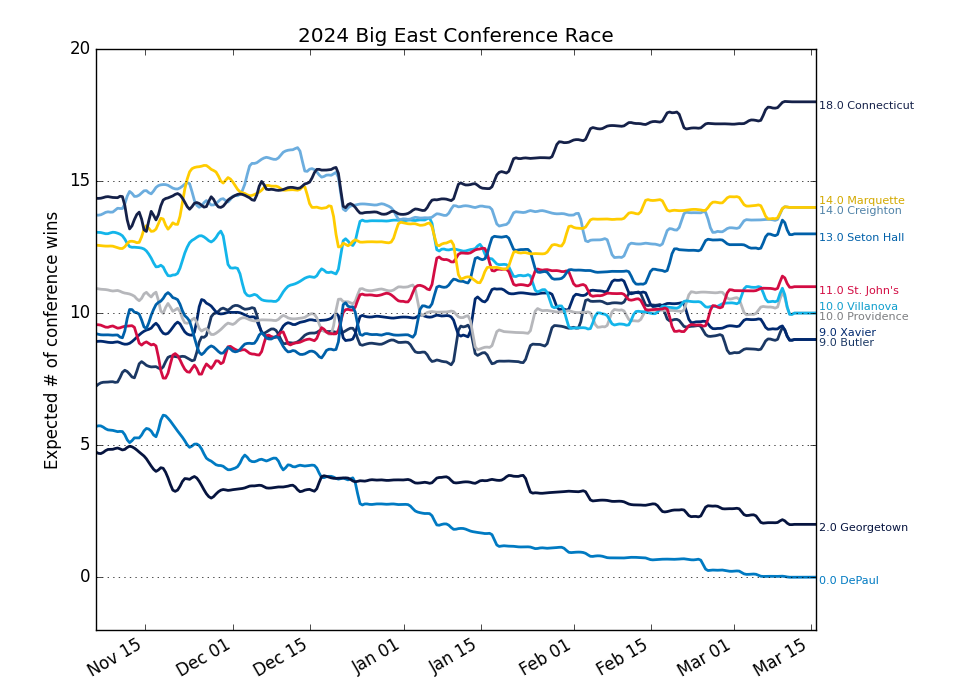 2024 Big East Conference Race
Expected # of conference wins
20
15
10
5
0
18.0 Connecticut
14.0 Marquette
14.0 Creighton
13.0 Seton Hall
11.0 St. John's
10.0 Villanova
10.0 Providence
9.0 Xavier
9.0 Butler
2.0 Georgetown
0.0 DePaul
Nov 15
Dec 01
Dec 15
Jan 01
Jan 15
Feb 01
Feb 15
Mar 01
Mar 15